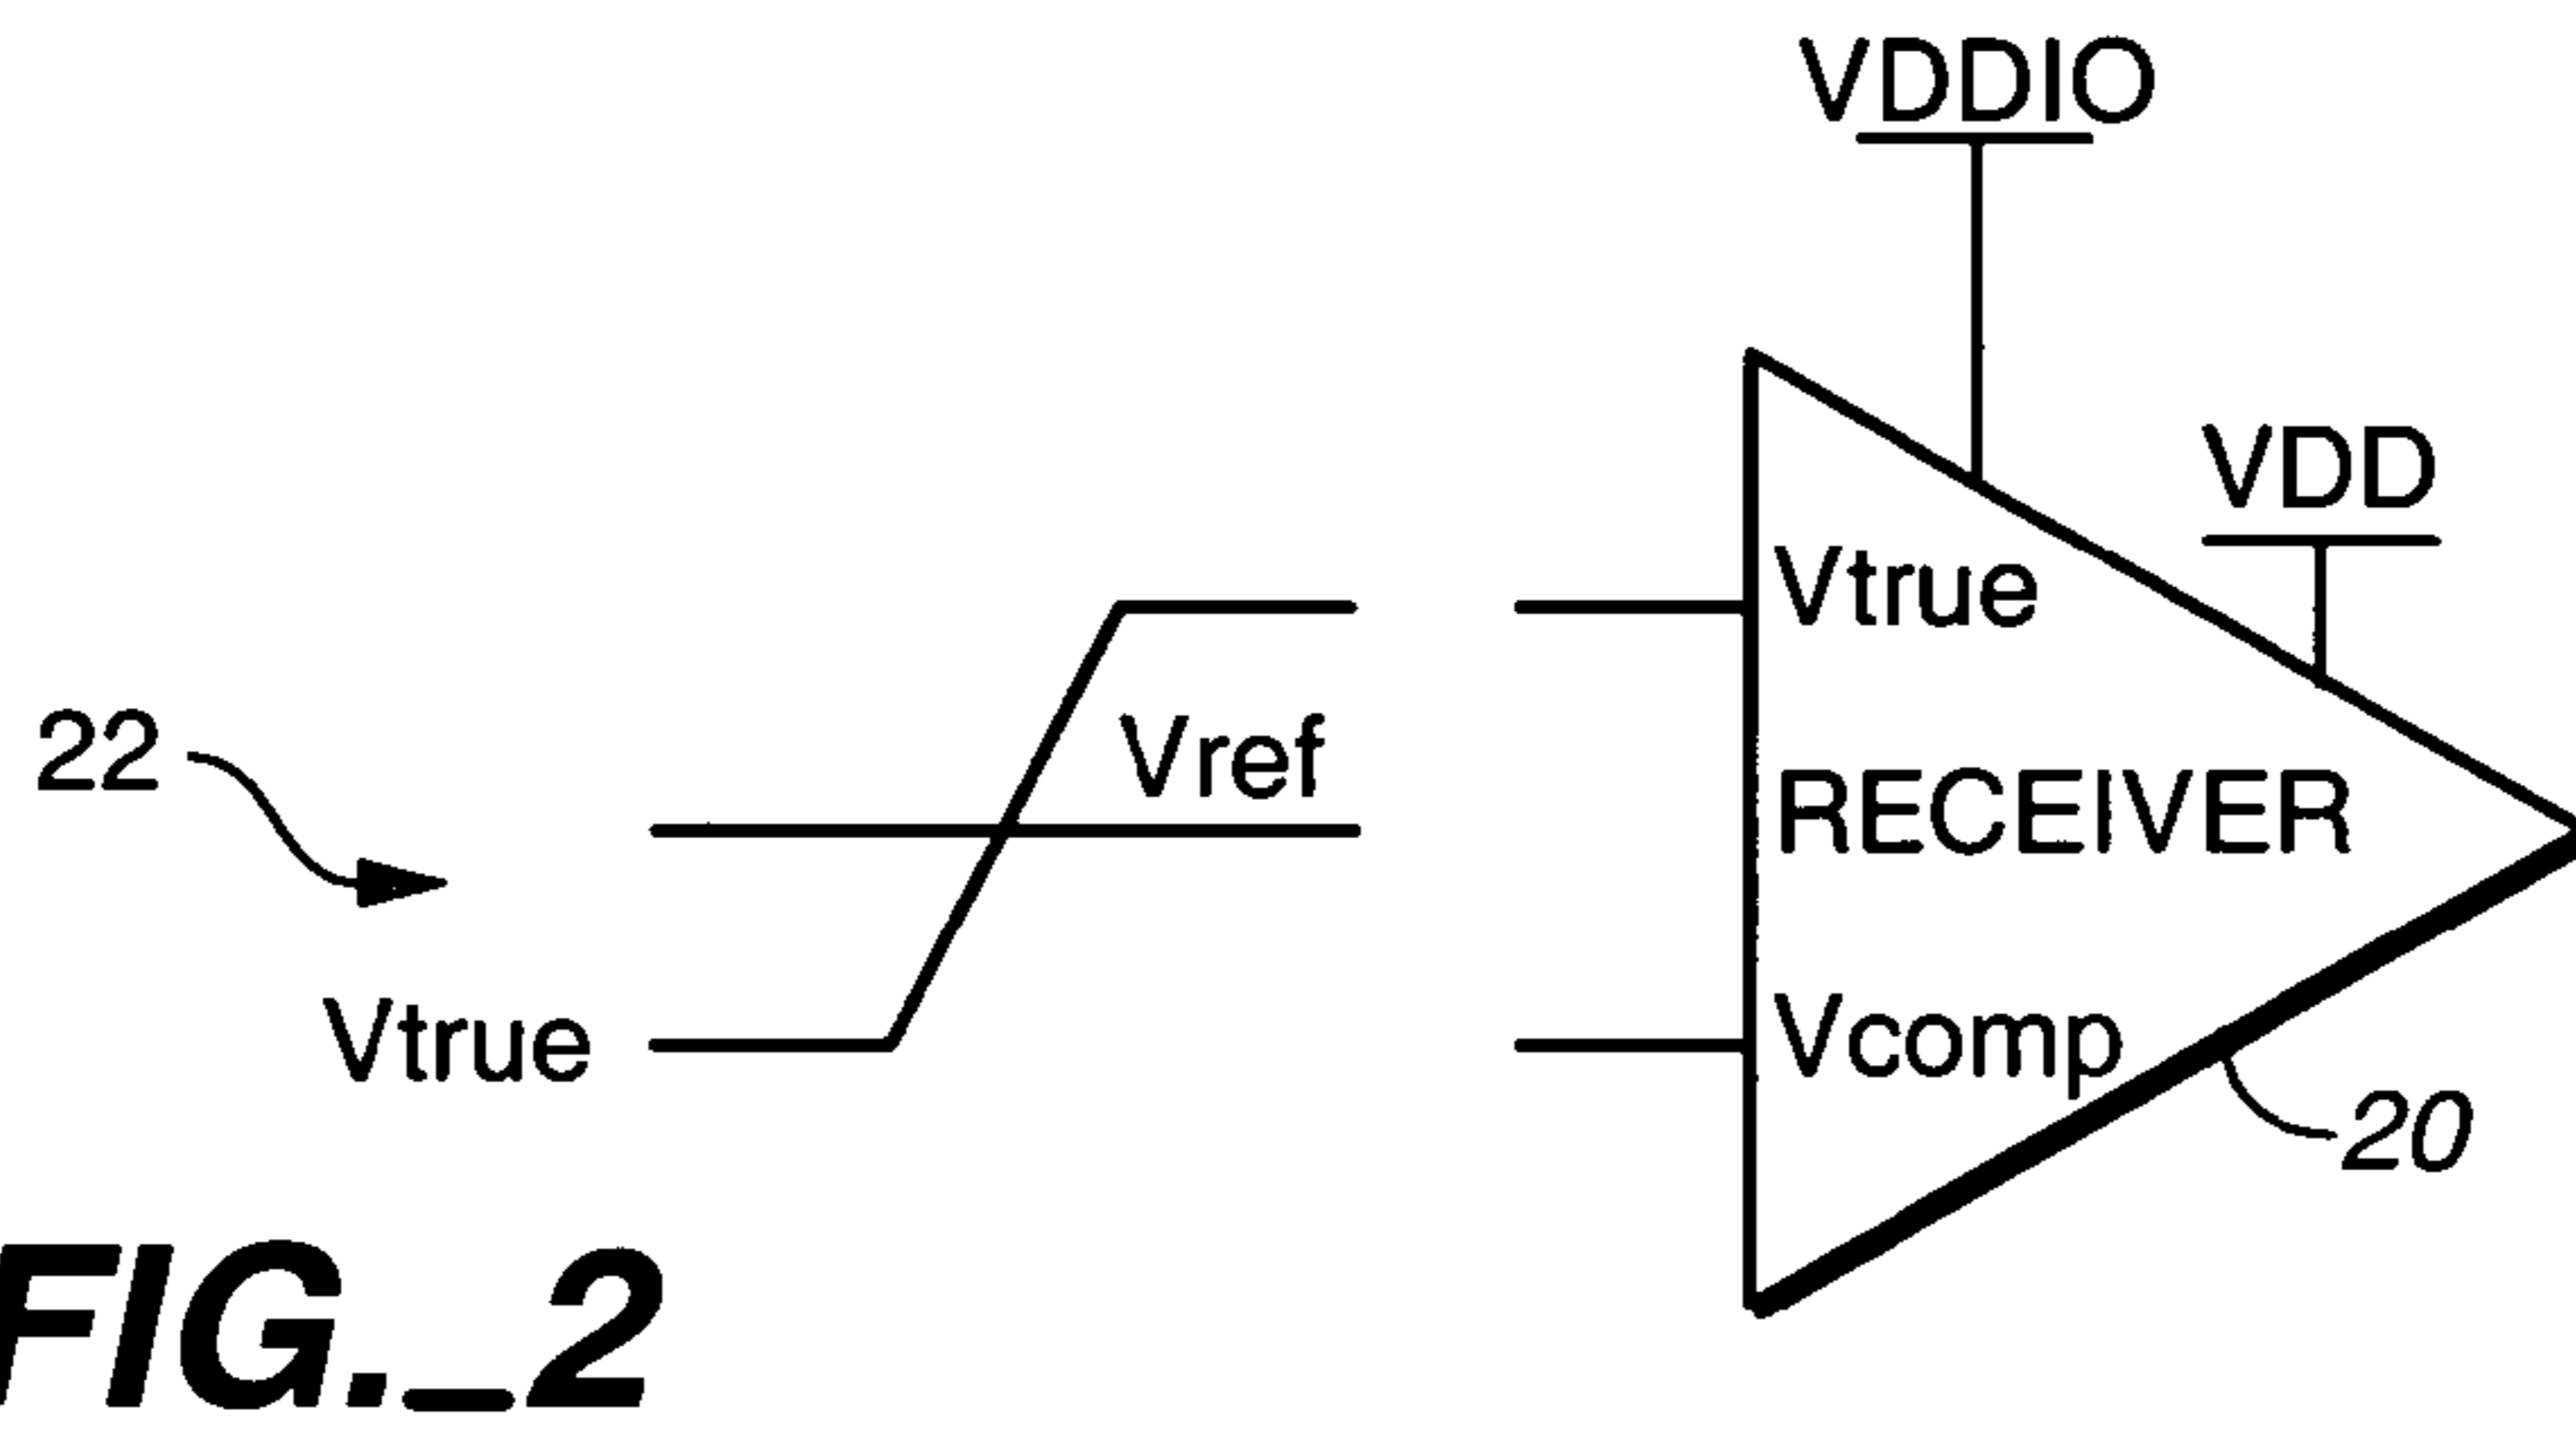 VDDIO
VDD
Vtrue
22
Vref
RECEIVER
Vtrue
Vcomp
20
FIG._2